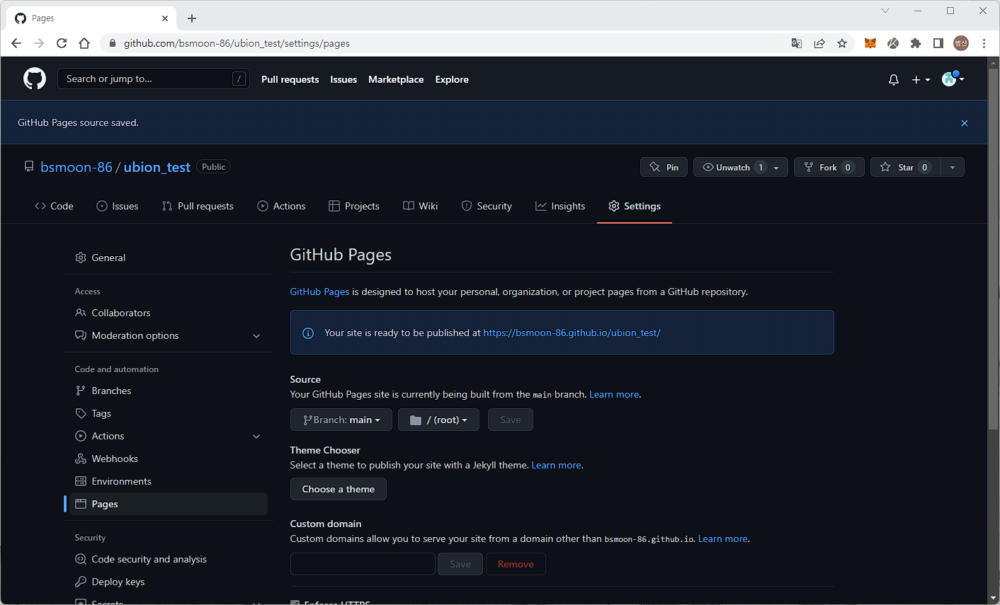 Pages
github.com/bsmoon-86/ubion_test/settings/pages
병선
Search or jump to... /
Pull requests Issues Marketplace Explore
GitHub Pages source saved.
bsmoon-86 / ubion_test Public
Pin Unwatch 1 Fork 0 Star 0
Code Issues Pull requests Actions Projects Wiki Security Insights Settings
General
Access
Collaborators
Moderation options
Code and automation
Branches
Tags
Actions
Webhooks
Environments
Pages
Security
Code security and analysis
Deploy keys
Secrets
GitHub Pages
GitHub Pages is designed to host your personal, organization, or project pages from a GitHub repository.
Your site is ready to be published at https://bsmoon-86.github.io/ubion_test/
Source
Your GitHub Pages site is currently being built from the main branch. Learn more.
Branch: main / (root) Save
Theme Chooser
Select a theme to publish your site with a Jekyll theme. Learn more.
Choose a theme
Custom domain
Custom domains allow you to serve your site from a domain other than bsmoon-86.github.io. Learn more.
Save Remove
Enforce HTTPS